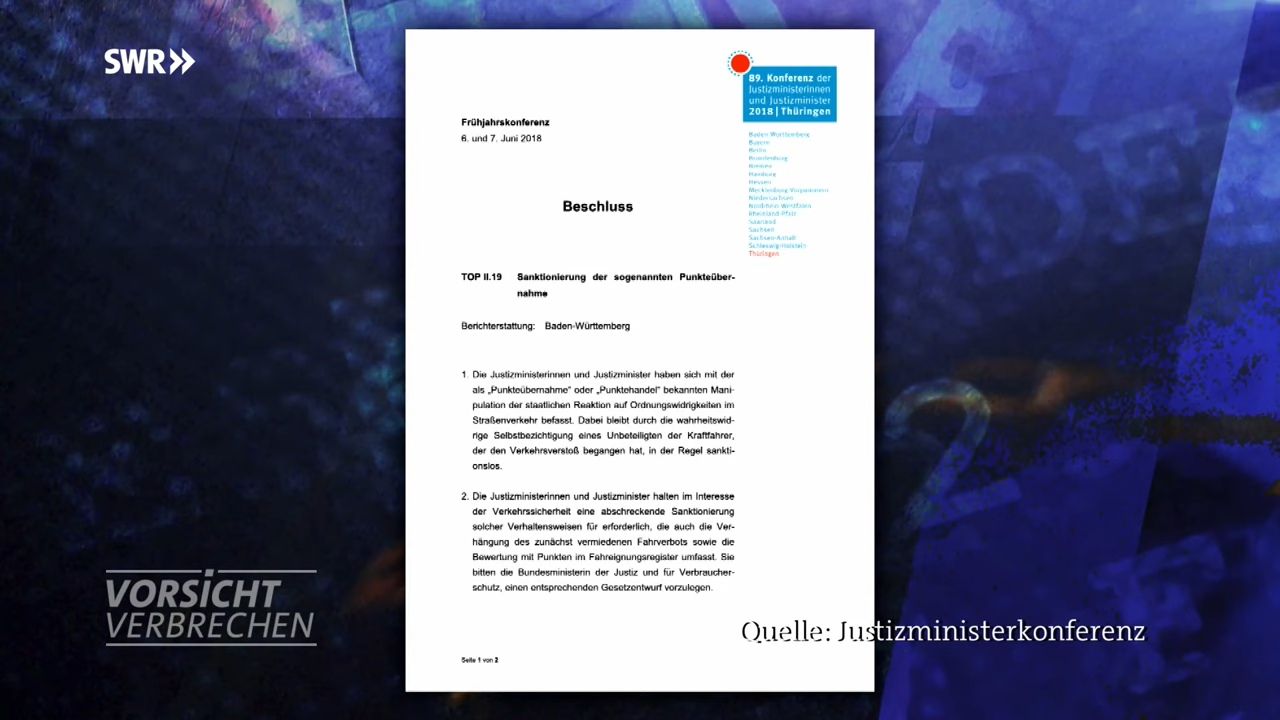 SWR»
89. Konferenz der
Justizministerinnen
und Justizminister
2018 | Thüringen
Frühjahrskonferenz
6. und 7. Juni 2018
Baden-Württemberg
Bayern
Berlin
Brandenburg
Bremen
Hamburg
Hessen
Mecklenburg-Vorpommern
Niedersachsen
Nordrhein-Westfalen
Rheinland-Pfalz
Saarland
Sachsen
Sachsen-Anhalt
Schleswig-Holstein
Thüringen
Beschluss
TOP II.19 Sanktionierung der sogenannten Punkteüber-
nahme
Berichterstattung: Baden-Württemberg
1. Die Justizministerinnen und Justizminister haben sich mit der
als „Punkteübernahme" oder „Punktehandel" bekannten Mani-
pulation der staatlichen Reaktion auf Ordnungswidrigkeiten im
Straßenverkehr befasst. Dabei bleibt durch die wahrheitswid-
rige Selbstbezichtigung eines Unbeteiligten der Kraftfahrer,
der den Verkehrsverstoß begangen hat, in der Regel sankti-
onslos.
2. Die Justizministerinnen und Justizminister halten im Interesse
der Verkehrssicherheit eine abschreckende Sanktionierung
solcher Verhaltensweisen für erforderlich, die auch die Ver-
hängung des zunächst vermiedenen Fahrverbots sowie die
Bewertung mit Punkten im Fahreignungsregister umfasst. Sie
bitten die Bundesministerin der Justiz und für Verbraucher-
schutz, einen entsprechenden Gesetzentwurf vorzulegen.
VORSICHT
VERBRECHEN
Quelle: Justizministerkonferenz
Seite 1 von 2